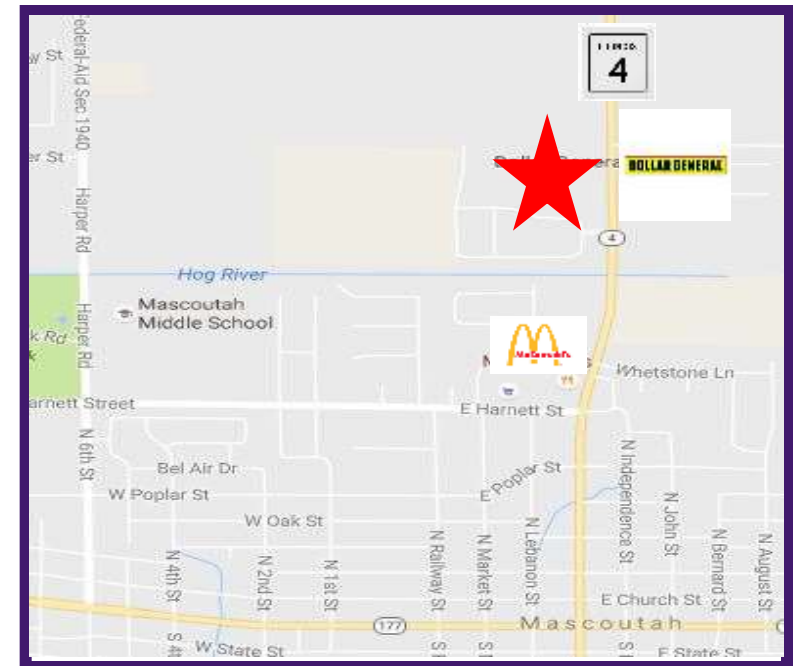 ederal-Aid Sec 1940
4
y St
er St
DOLLAR GENERAL
Harper Rd
4
Hog River
Mascoutah
Middle School
Harper Rd
k Rd
McDonald's
Whetstone Ln
arnett Street
E Harnett St
N 6th St
Bel Air Dr
W Poplar St
E Poplar St
W Oak St
N Independence St
N John St
N Bernard St
N August St
N Railway St
N Market St
N Lebanon St
N 4th St
N 2nd St
N 1st St
E Church St
177
Mascoutah
W State St
E State St